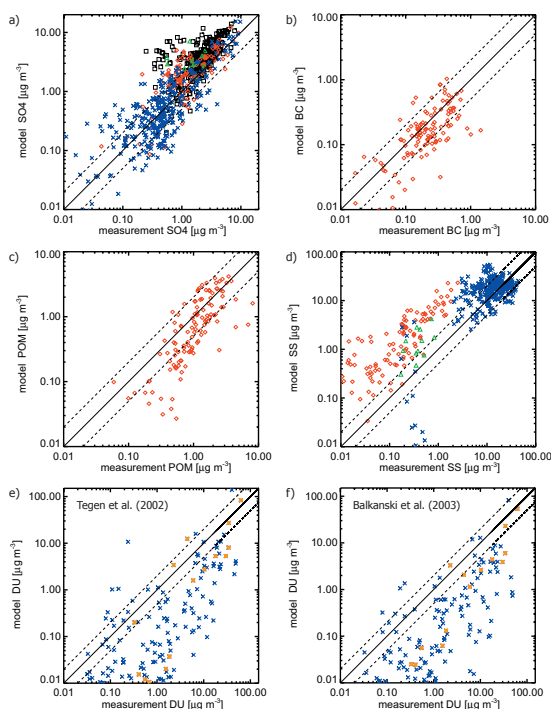 a)
b)
10.00
1.00
0.10
0.01
model SO4 [µg m-3]
0.01 0.10 1.00 10.00
measurement SO4 [µg m-3]
10.00
1.00
0.10
0.01
model BC [µg m-3]
0.01 0.10 1.00 10.00
measurement BC [µg m-3]
c)
d)
10.00
1.00
0.10
0.01
model POM [µg m-3]
0.01 0.10 1.00 10.00
measurement POM [µg m-3]
100.00
10.00
1.00
0.10
0.01
model SS [µg m-3]
0.01 0.10 1.00 10.00 100.00
measurement SS [µg m-3]
e)
f)
Tegen et al. (2002)
100.00
10.00
1.00
0.10
0.01
model DU [µg m-3]
0.01 0.10 1.00 10.00 100.00
measurement DU [µg m-3]
Balkanski et al. (2003)
100.00
10.00
1.00
0.10
0.01
model DU [µg m-3]
0.01 0.10 1.00 10.00 100.00
measurement DU [µg m-3]